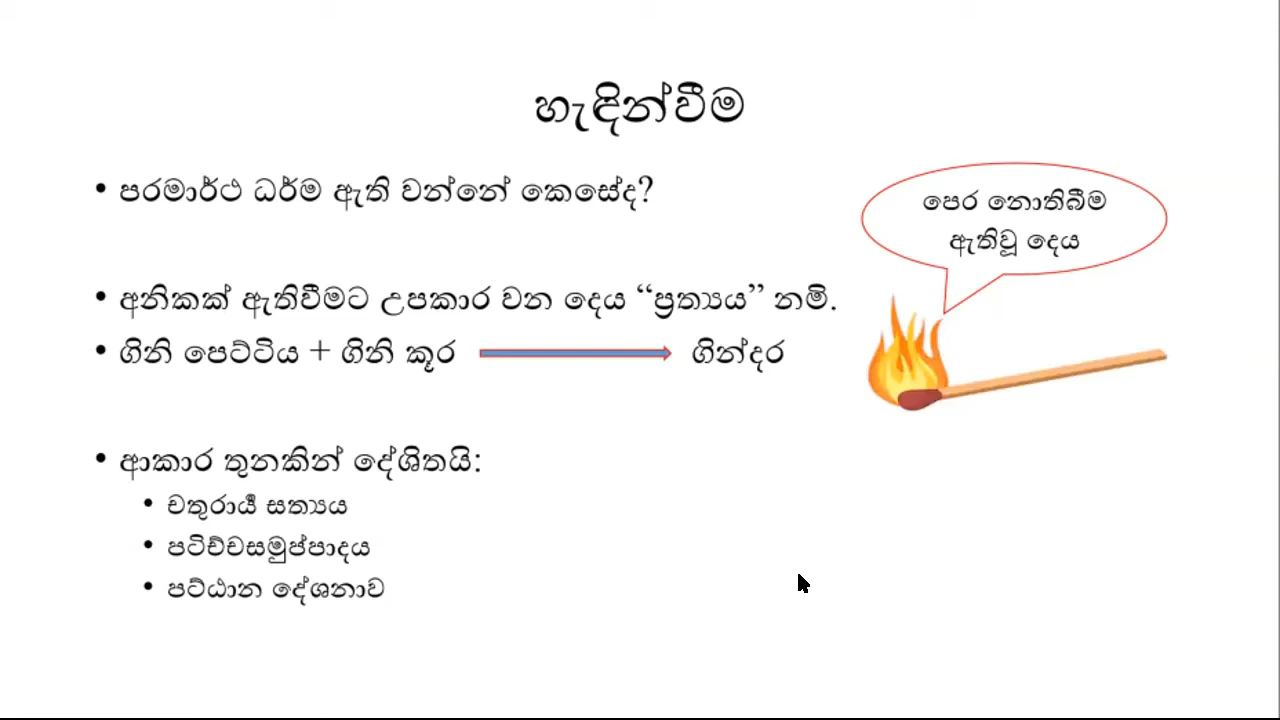 හැඳින්වීම
• පරමාර්ථ ධර්ම ඇති වන්නේ කෙසේද?
පෙර නොතිබීම
ඇතිවූ දෙය
• අනිකක් ඇතිවීමට උපකාර වන දෙය “ප්‍රත්‍යය” නමි.
• ගිනි පෙට්ටිය + ගිනි කූර ගින්දර
• ආකාර තුනකින් දේශිතයි:
• චතුරාර්‍ය සත්‍යය
• පටිච්චසමුප්පාදය
• පට්ඨාන දේශනාව